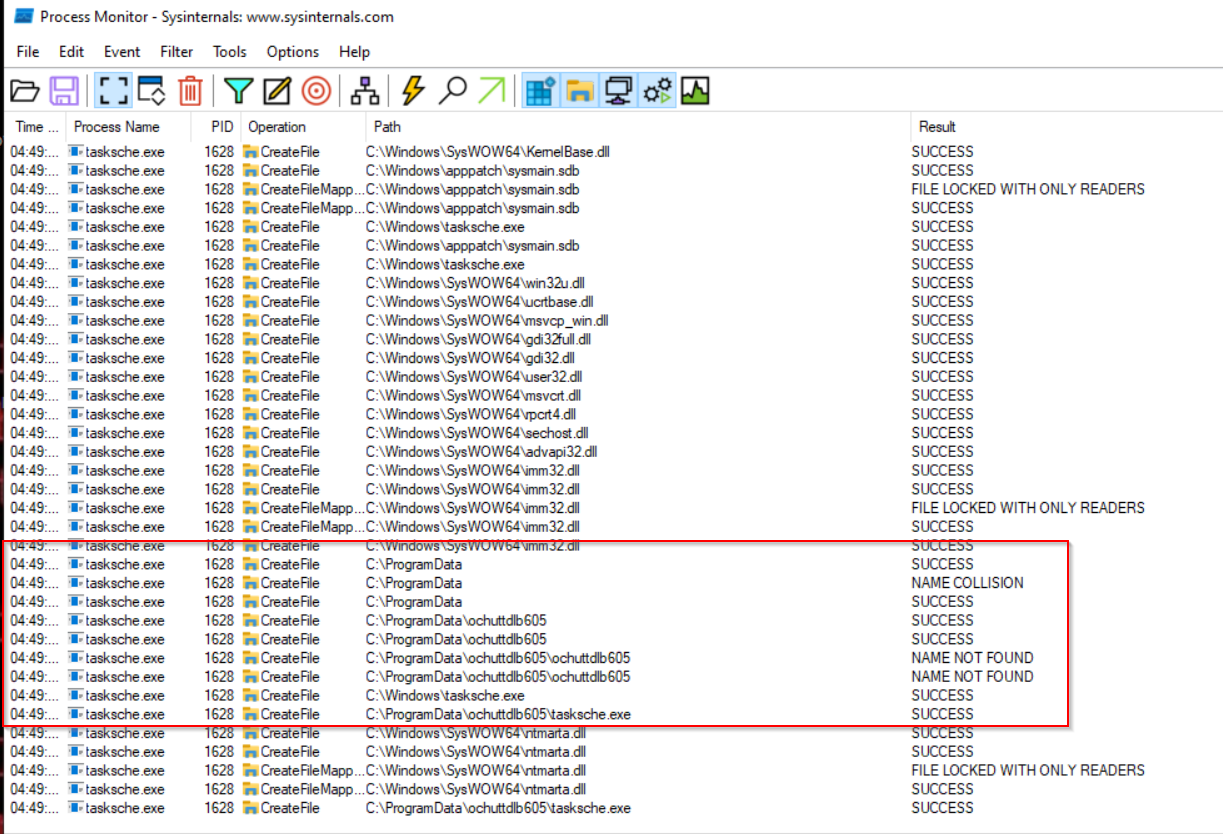 Process Monitor - Sysinternals: www.sysinternals.com
File Edit Event Filter Tools Options Help
Time ... Process Name PID Operation Path Result
04:49:... tasksche.exe 1628 CreateFile C:\Windows\SysWOW64\KernelBase.dll SUCCESS
04:49:... tasksche.exe 1628 CreateFile C:\Windows\apppatch\sysmain.sdb SUCCESS
04:49:... tasksche.exe 1628 CreateFileMapp... C:\Windows\apppatch\sysmain.sdb FILE LOCKED WITH ONLY READERS
04:49:... tasksche.exe 1628 CreateFileMapp... C:\Windows\apppatch\sysmain.sdb SUCCESS
04:49:... tasksche.exe 1628 CreateFile C:\Windows\tasksche.exe SUCCESS
04:49:... tasksche.exe 1628 CreateFile C:\Windows\apppatch\sysmain.sdb SUCCESS
04:49:... tasksche.exe 1628 CreateFile C:\Windows\tasksche.exe SUCCESS
04:49:... tasksche.exe 1628 CreateFile C:\Windows\SysWOW64\win32u.dll SUCCESS
04:49:... tasksche.exe 1628 CreateFile C:\Windows\SysWOW64\ucrtbase.dll SUCCESS
04:49:... tasksche.exe 1628 CreateFile C:\Windows\SysWOW64\msvcp_win.dll SUCCESS
04:49:... tasksche.exe 1628 CreateFile C:\Windows\SysWOW64\gdi32full.dll SUCCESS
04:49:... tasksche.exe 1628 CreateFile C:\Windows\SysWOW64\gdi32.dll SUCCESS
04:49:... tasksche.exe 1628 CreateFile C:\Windows\SysWOW64\user32.dll SUCCESS
04:49:... tasksche.exe 1628 CreateFile C:\Windows\SysWOW64\msvcrt.dll SUCCESS
04:49:... tasksche.exe 1628 CreateFile C:\Windows\SysWOW64\rpcrt4.dll SUCCESS
04:49:... tasksche.exe 1628 CreateFile C:\Windows\SysWOW64\sechost.dll SUCCESS
04:49:... tasksche.exe 1628 CreateFile C:\Windows\SysWOW64\advapi32.dll SUCCESS
04:49:... tasksche.exe 1628 CreateFile C:\Windows\SysWOW64\imm32.dll SUCCESS
04:49:... tasksche.exe 1628 CreateFile C:\Windows\SysWOW64\imm32.dll SUCCESS
04:49:... tasksche.exe 1628 CreateFileMapp... C:\Windows\SysWOW64\imm32.dll FILE LOCKED WITH ONLY READERS
04:49:... tasksche.exe 1628 CreateFileMapp... C:\Windows\SysWOW64\imm32.dll SUCCESS
04:49:... tasksche.exe 1628 CreateFile C:\Windows\SysWOW64\imm32.dll SUCCESS
04:49:... tasksche.exe 1628 CreateFile C:\ProgramData SUCCESS
04:49:... tasksche.exe 1628 CreateFile C:\ProgramData NAME COLLISION
04:49:... tasksche.exe 1628 CreateFile C:\ProgramData SUCCESS
04:49:... tasksche.exe 1628 CreateFile C:\ProgramData\ochuttdlb605 SUCCESS
04:49:... tasksche.exe 1628 CreateFile C:\ProgramData\ochuttdlb605 SUCCESS
04:49:... tasksche.exe 1628 CreateFile C:\ProgramData\ochuttdlb605\ochuttdlb605 NAME NOT FOUND
04:49:... tasksche.exe 1628 CreateFile C:\ProgramData\ochuttdlb605\ochuttdlb605 NAME NOT FOUND
04:49:... tasksche.exe 1628 CreateFile C:\Windows\tasksche.exe SUCCESS
04:49:... tasksche.exe 1628 CreateFile C:\ProgramData\ochuttdlb605\tasksche.exe SUCCESS
04:49:... tasksche.exe 1628 CreateFile C:\Windows\SysWOW64\ntmarta.dll SUCCESS
04:49:... tasksche.exe 1628 CreateFile C:\Windows\SysWOW64\ntmarta.dll SUCCESS
04:49:... tasksche.exe 1628 CreateFileMapp... C:\Windows\SysWOW64\ntmarta.dll FILE LOCKED WITH ONLY READERS
04:49:... tasksche.exe 1628 CreateFileMapp... C:\Windows\SysWOW64\ntmarta.dll SUCCESS
04:49:... tasksche.exe 1628 CreateFile C:\ProgramData\ochuttdlb605\tasksche.exe SUCCESS